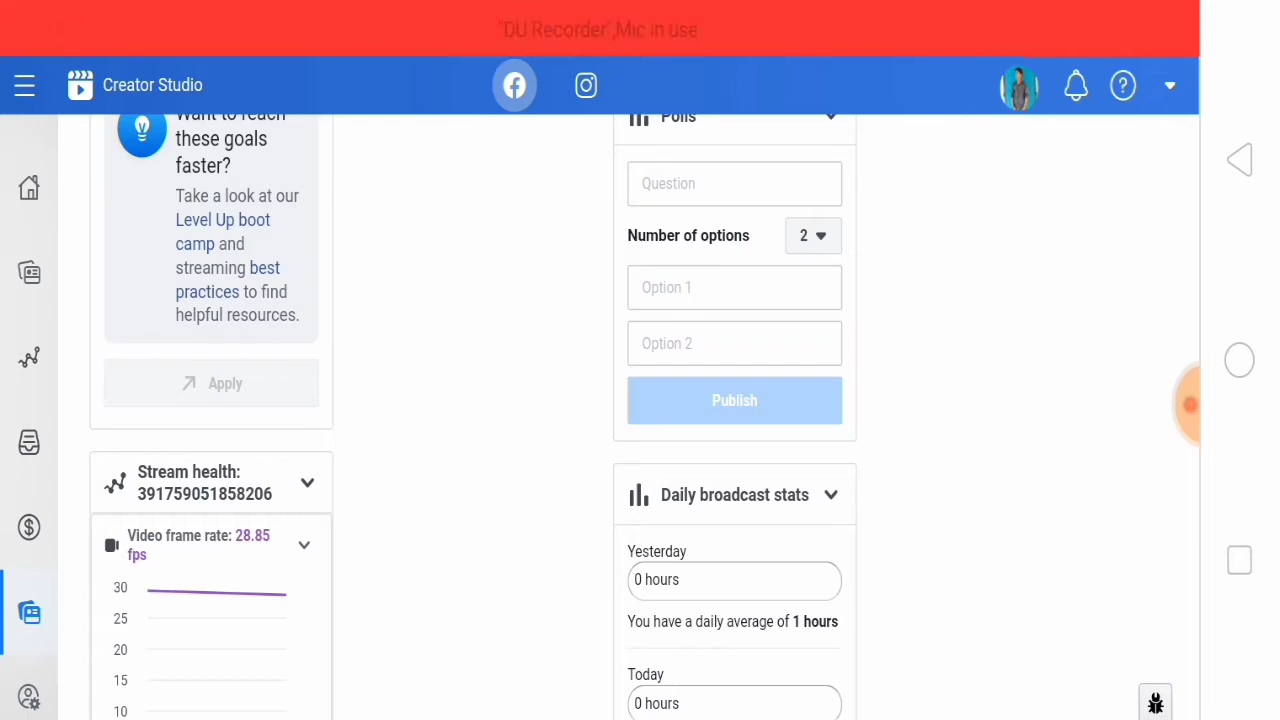 "DU Recorder",Mic in use
Creator Studio
Want to reach
these goals
faster?
Take a look at our
Level Up boot
camp and
streaming best
practices to find
helpful resources.
Apply
Stream health:
391759051858206
Video frame rate: 28.85
fps
30
25
20
15
10
Polls
Question
Number of options
2
Option 1
Option 2
Publish
Daily broadcast stats
Yesterday
0 hours
You have a daily average of 1 hours
Today
0 hours